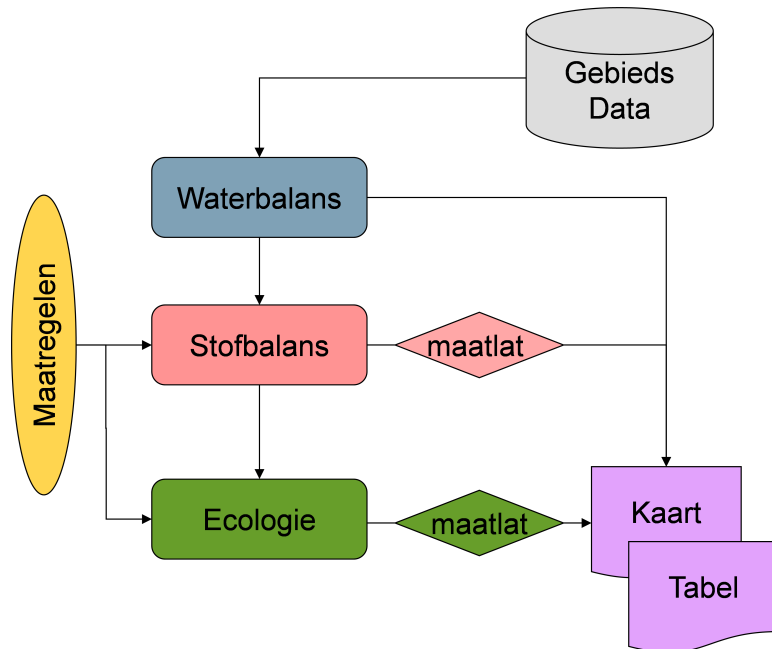 Gebieds
Data
Waterbalans
Maatregelen
Stofbalans
maatlat
Ecologie
maatlat
Kaart
Tabel